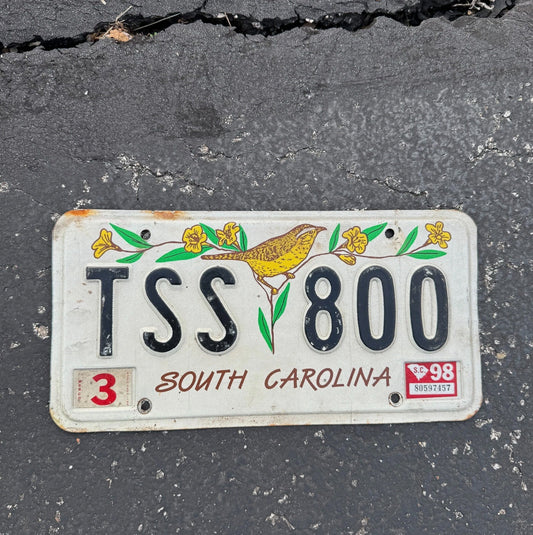 TSS 800
3
SOUTH CAROLINA
S.C. 98
80597457